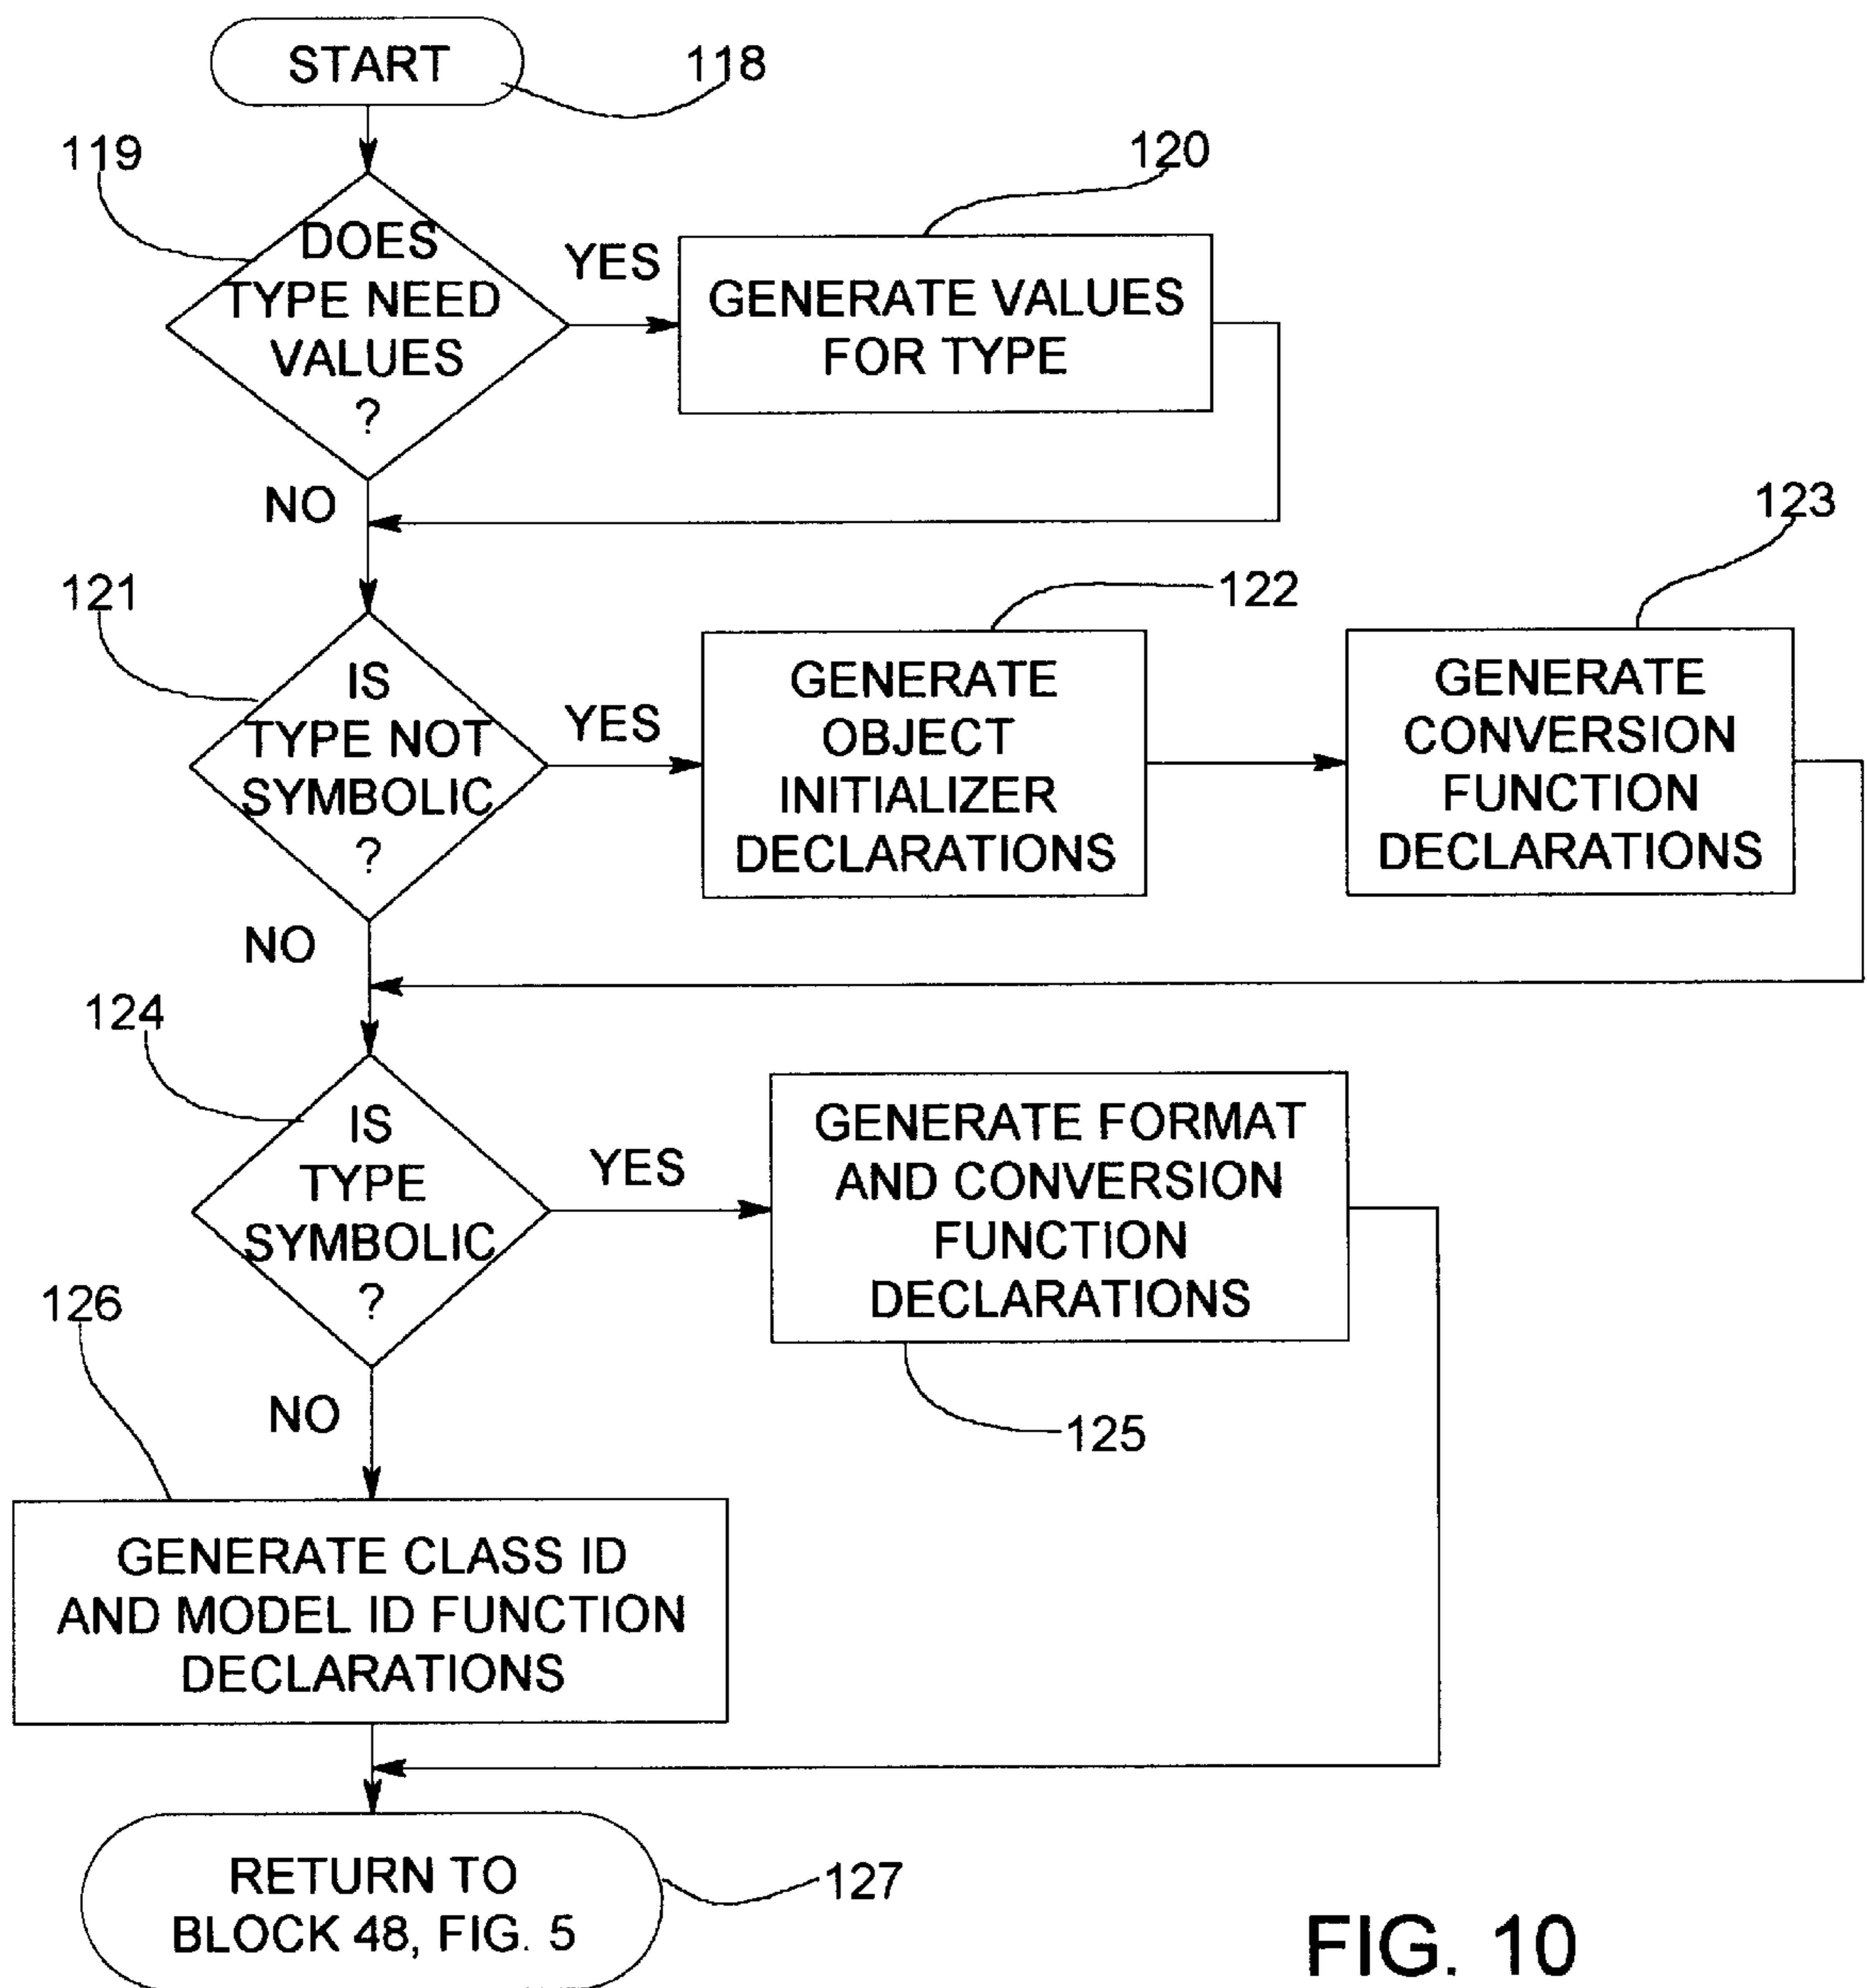 START
118
119
DOES
TYPE NEED
VALUES
?
YES
120
GENERATE VALUES
FOR TYPE
NO
121
IS
TYPE NOT
SYMBOLIC
?
YES
122
GENERATE
OBJECT
INITIALIZER
DECLARATIONS
123
GENERATE
CONVERSION
FUNCTION
DECLARATIONS
NO
124
IS
TYPE
SYMBOLIC
?
YES
GENERATE FORMAT
AND CONVERSION
FUNCTION
DECLARATIONS
125
NO
126
GENERATE CLASS ID
AND MODEL ID FUNCTION
DECLARATIONS
RETURN TO
BLOCK 48, FIG. 5
127
FIG. 10